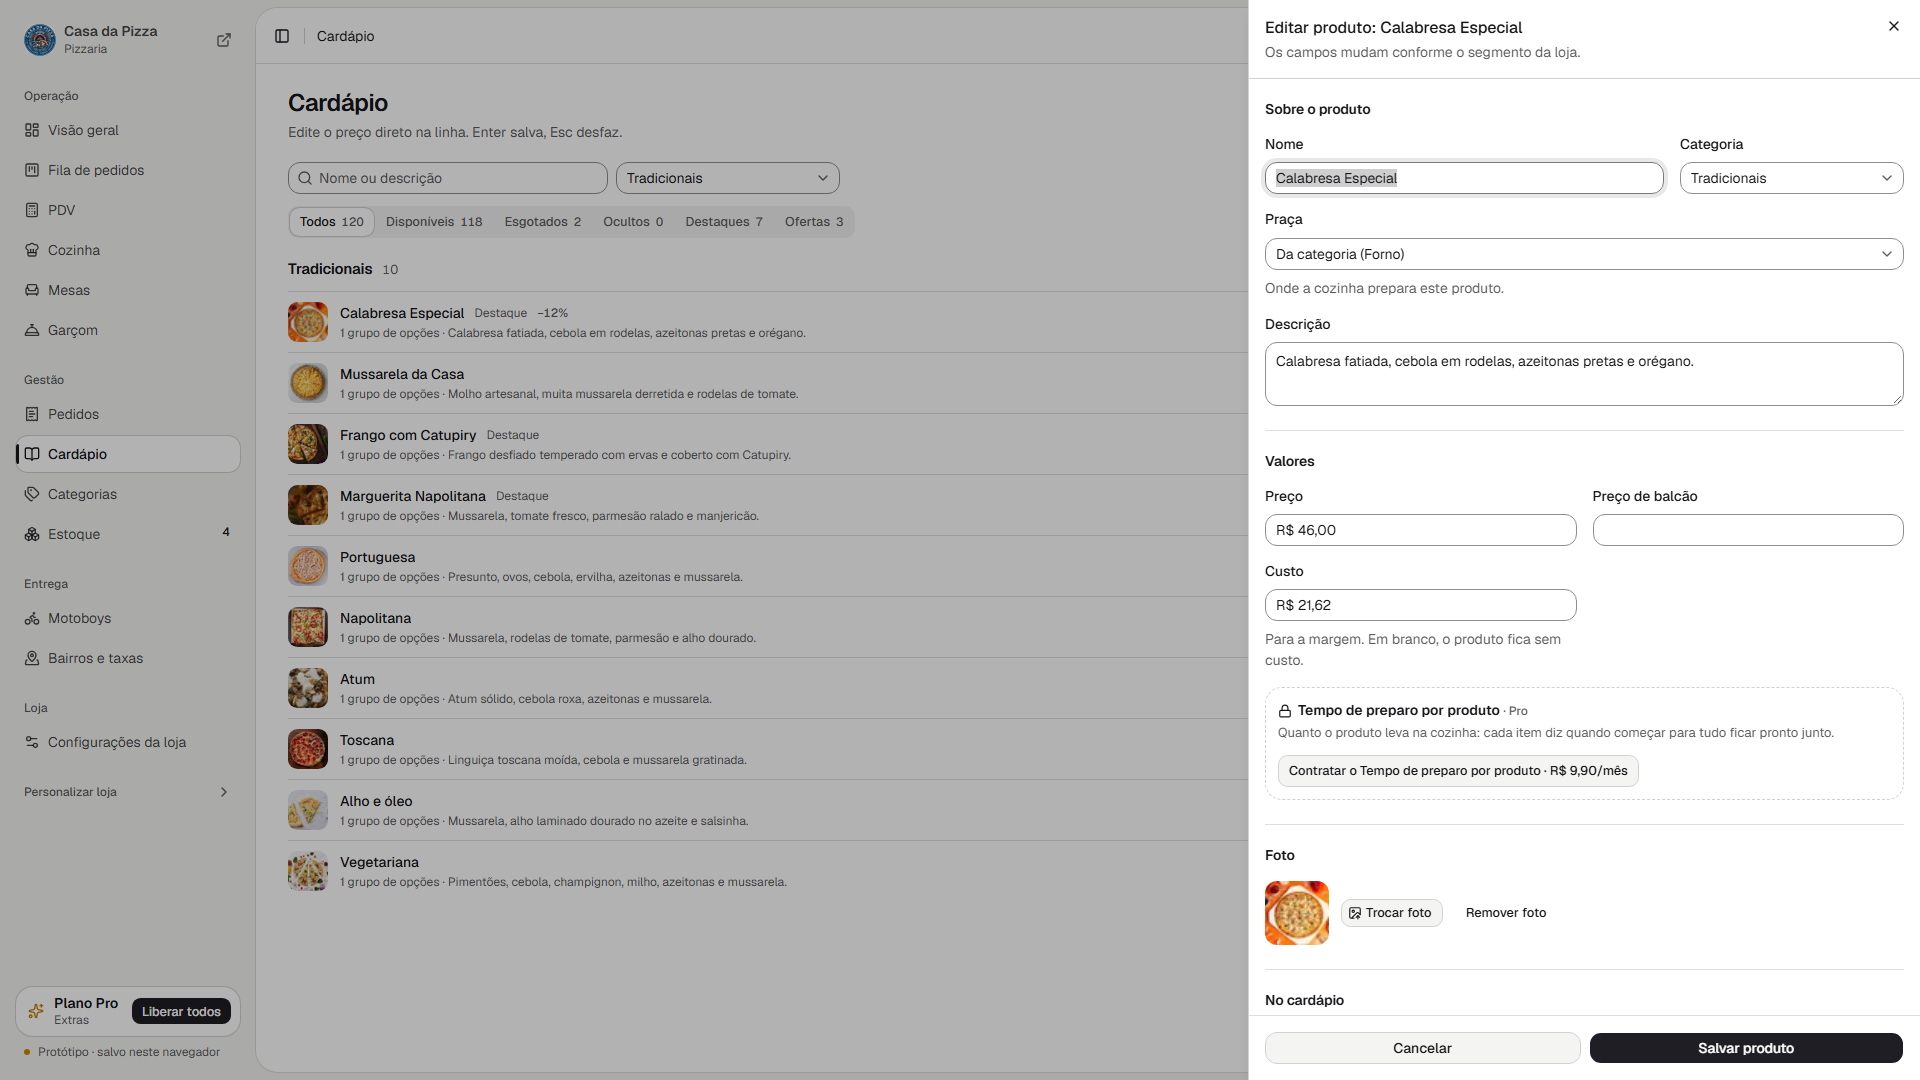 Casa da Pizza
Pizzaria
Operação
Visão geral
Fila de pedidos
PDV
Cozinha
Mesas
Garçom
Gestão
Pedidos
Cardápio
Categorias
Estoque 4
Entrega
Motoboys
Bairros e taxas
Loja
Configurações da loja
Personalizar loja
Plano Pro
Extras
Liberar todos
Protótipo · salvo neste navegador
Cardápio
Cardápio
Edite o preço direto na linha. Enter salva, Esc desfaz.
Nome ou descrição
Tradicionais
Todos 120 Disponíveis 118 Esgotados 2 Ocultos 0 Destaques 7 Ofertas 3
Tradicionais 10
Calabresa Especial Destaque −12%
1 grupo de opções · Calabresa fatiada, cebola em rodelas, azeitonas pretas e orégano.
Mussarela da Casa
1 grupo de opções · Molho artesanal, muita mussarela derretida e rodelas de tomate.
Frango com Catupiry Destaque
1 grupo de opções · Frango desfiado temperado com ervas e coberto com Catupiry.
Marguerita Napolitana Destaque
1 grupo de opções · Mussarela, tomate fresco, parmesão ralado e manjericão.
Portuguesa
1 grupo de opções · Presunto, ovos, cebola, ervilha, azeitonas e mussarela.
Napolitana
1 grupo de opções · Mussarela, rodelas de tomate, parmesão e alho dourado.
Atum
1 grupo de opções · Atum sólido, cebola roxa, azeitonas e mussarela.
Toscana
1 grupo de opções · Linguiça toscana moída, cebola e mussarela gratinada.
Alho e óleo
1 grupo de opções · Mussarela, alho laminado dourado no azeite e salsinha.
Vegetariana
1 grupo de opções · Pimentões, cebola, champignon, milho, azeitonas e mussarela.
Editar produto: Calabresa Especial
Os campos mudam conforme o segmento da loja.
Sobre o produto
Nome
Calabresa Especial
Categoria
Tradicionais
Praça
Da categoria (Forno)
Onde a cozinha prepara este produto.
Descrição
Calabresa fatiada, cebola em rodelas, azeitonas pretas e orégano.
Valores
Preço
R$ 46,00
Preço de balcão
Custo
R$ 21,62
Para a margem. Em branco, o produto fica sem
custo.
Tempo de preparo por produto · Pro
Quanto o produto leva na cozinha: cada item diz quando começar para tudo ficar pronto junto.
Contratar o Tempo de preparo por produto · R$ 9,90/mês
Foto
Trocar foto
Remover foto
No cardápio
Cancelar
Salvar produto